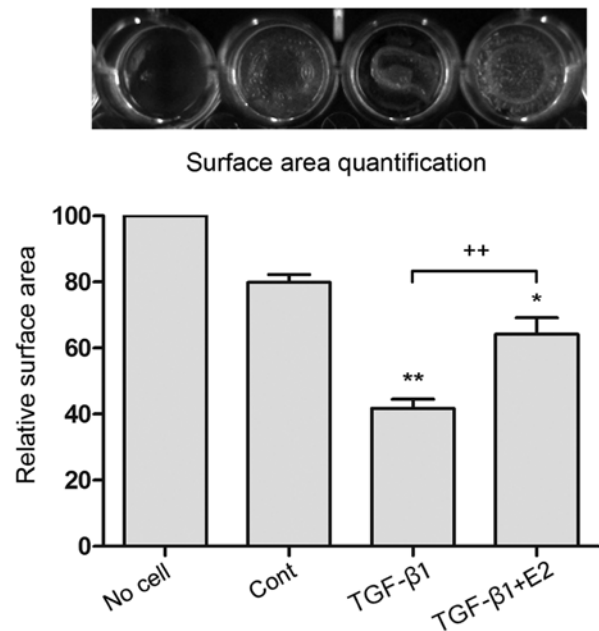 Surface area quantification
Relative surface area
100
80
60
40
20
0
++
*
**
No cell
Cont
TGF-β1
TGF-β1+E2